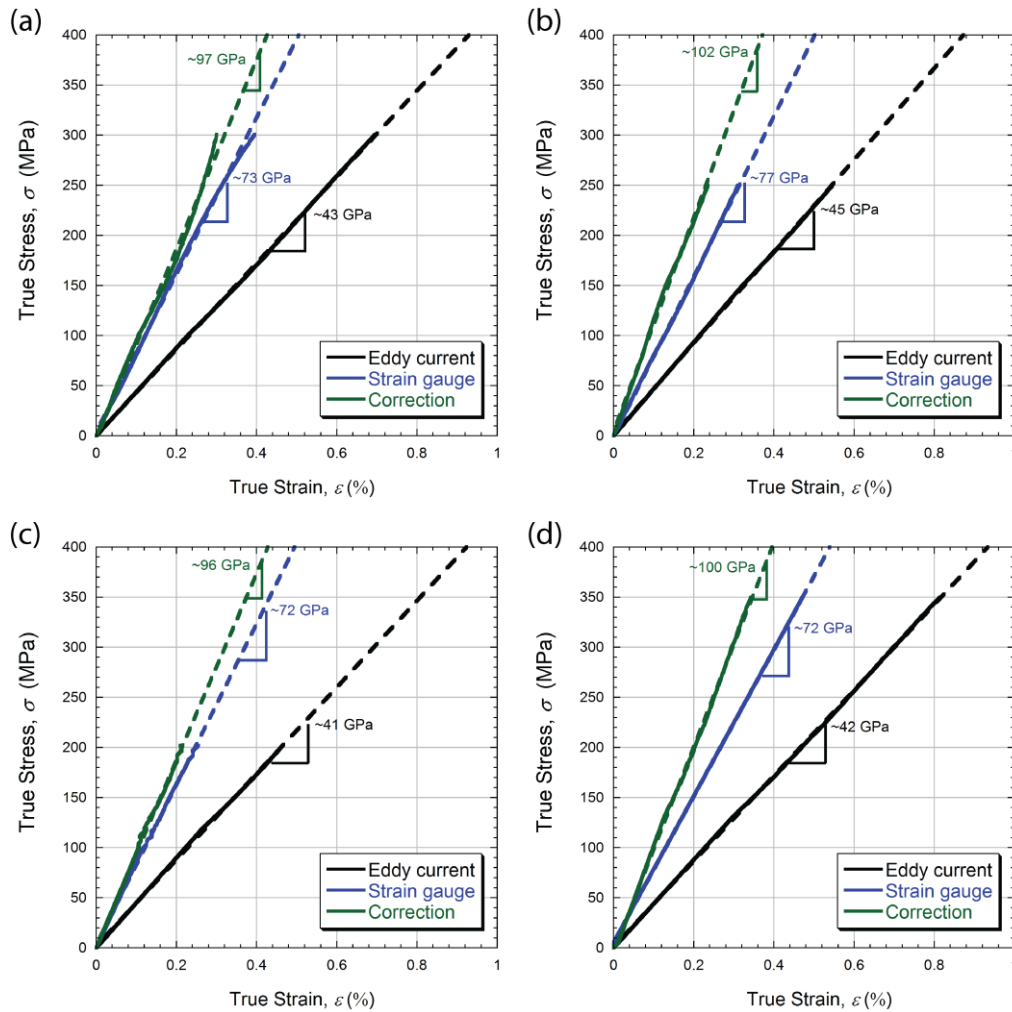 (a)
400
350
300
250
200
150
100
50
0
True Stress, σ (MPa)
~97 GPa
~73 GPa
~43 GPa
Eddy current
Strain gauge
Correction
0 0.2 0.4 0.6 0.8 1
True Strain, ε (%)
(b)
400
350
300
250
200
150
100
50
0
True Stress, σ (MPa)
~102 GPa
~77 GPa
~45 GPa
Eddy current
Strain gauge
Correction
0 0.2 0.4 0.6 0.8
True Strain, ε (%)
(c)
400
350
300
250
200
150
100
50
0
True Stress, σ (MPa)
~96 GPa
~72 GPa
~41 GPa
Eddy current
Strain gauge
Correction
0 0.2 0.4 0.6 0.8 1
True Strain, ε (%)
(d)
400
350
300
250
200
150
100
50
0
True Stress, σ (MPa)
~100 GPa
~72 GPa
~42 GPa
Eddy current
Strain gauge
Correction
0 0.2 0.4 0.6 0.8
True Strain, ε (%)